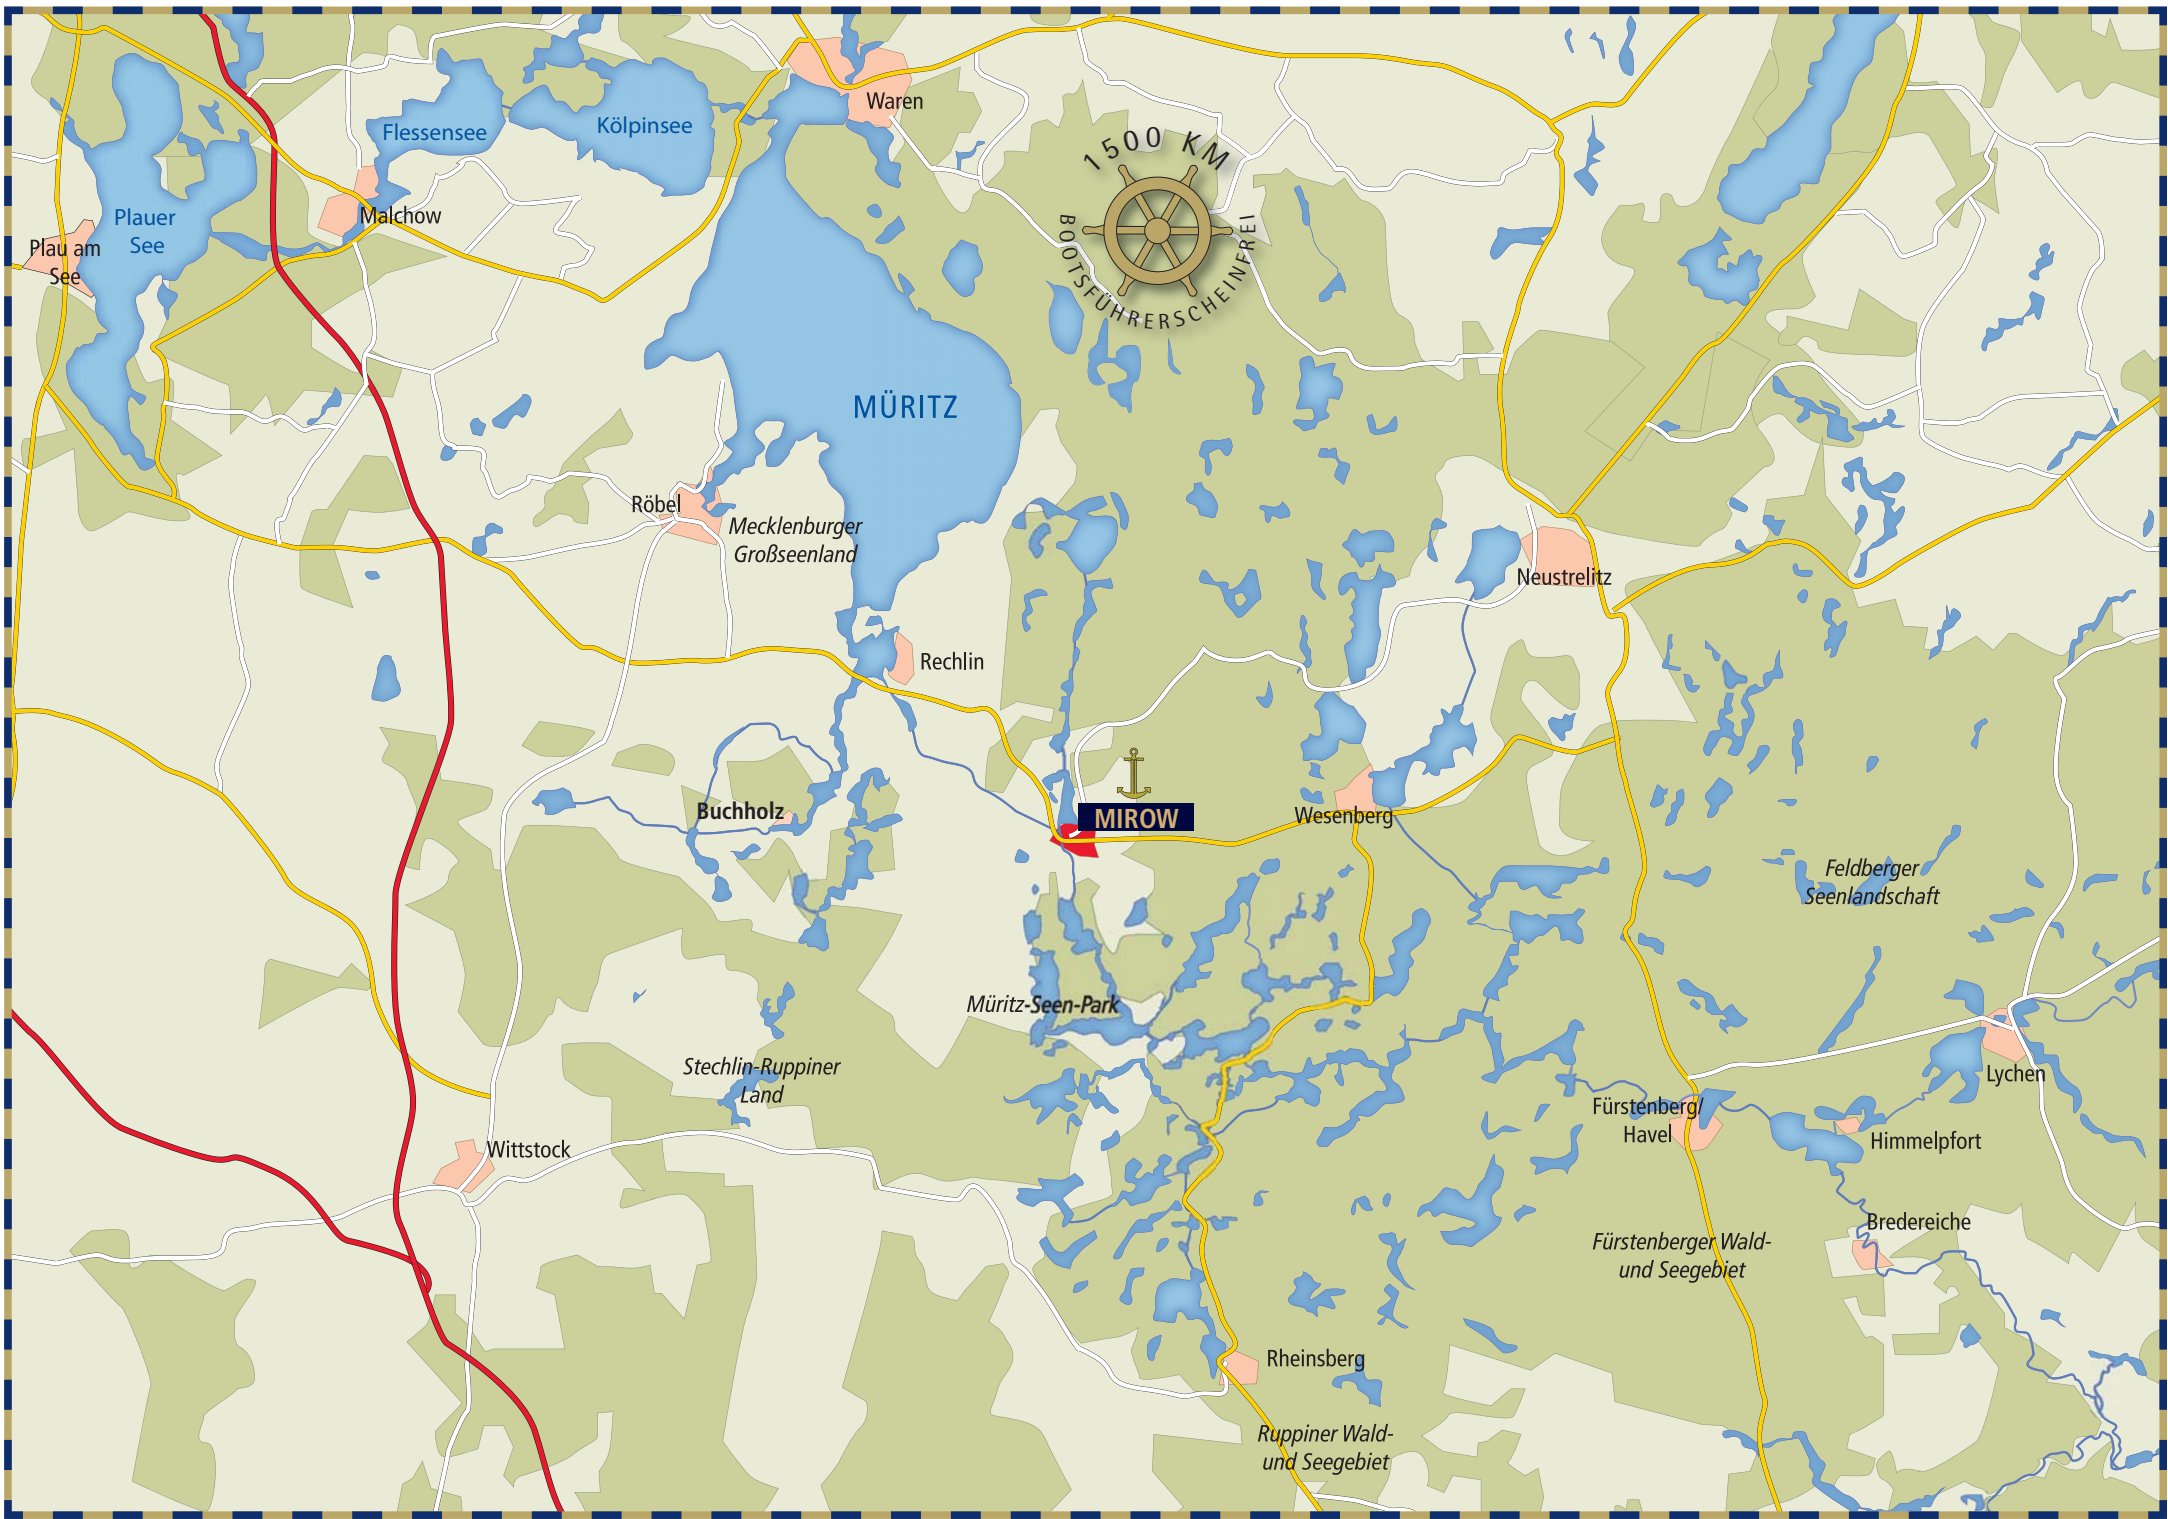 Waren
Flessensee
Kölpinsee
1500 KM
BOOTSFÜHRERSCHEINFREI
Malchow
Plauer
See
Plau am
See
MÜRITZ
Röbel
Mecklenburger
Großseenland
Neustrelitz
Rechlin
Buchholz
MIROW
Wesenberg
Feldberger
Seenlandschaft
Müritz-Seen-Park
Stechlin-Ruppiner
Land
Lychen
Fürstenberg/
Havel
Himmelpfort
Wittstock
Bredereiche
Fürstenberger Wald-
und Seegebiet
Rheinsberg
Ruppiner Wald-
und Seegebiet